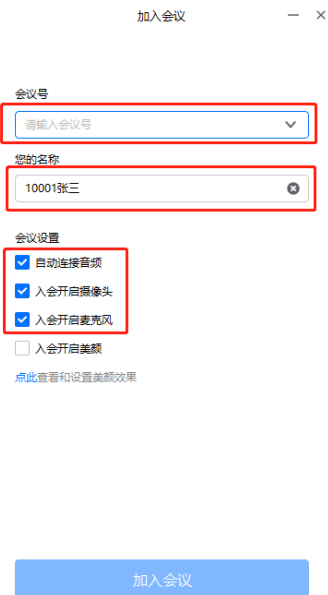 加入会议
会议号
请输入会议号
您的名称
10001张三
会议设置
自动连接音频
入会开启摄像头
入会开启麦克风
入会开启美颜
点此查看和设置美颜效果
加入会议